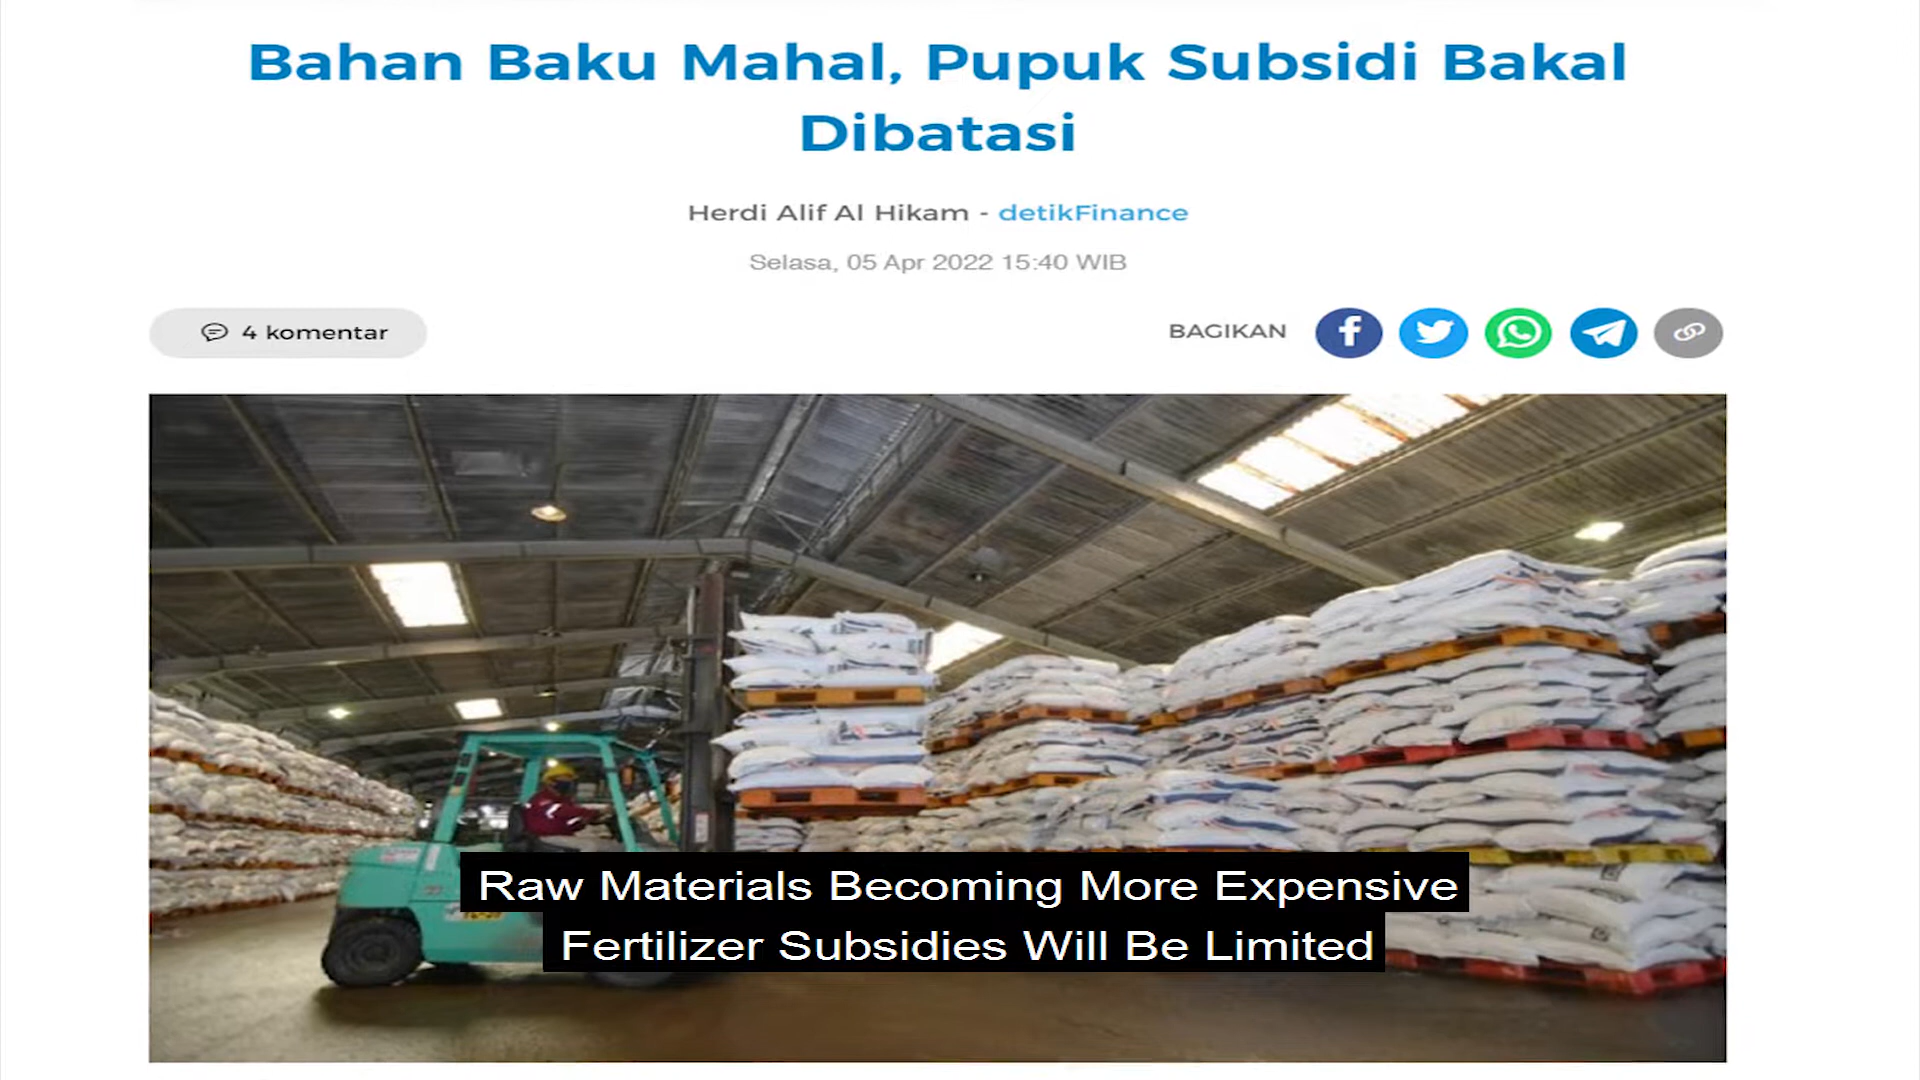 Bahan Baku Mahal, Pupuk Subsidi Bakal
Dibatasi
Herdi Alif Al Hikam - detikFinance
Selasa, 05 Apr 2022 15:40 WIB
4 komentar
BAGIKAN
Raw Materials Becoming More Expensive
Fertilizer Subsidies Will Be Limited